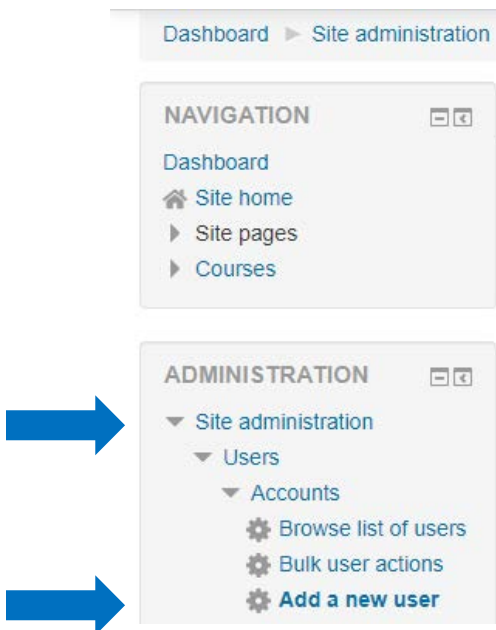 Dashboard Site administration
NAVIGATION
Dashboard
Site home
Site pages
Courses
ADMINISTRATION
Site administration
Users
Accounts
Browse list of users
Bulk user actions
Add a new user